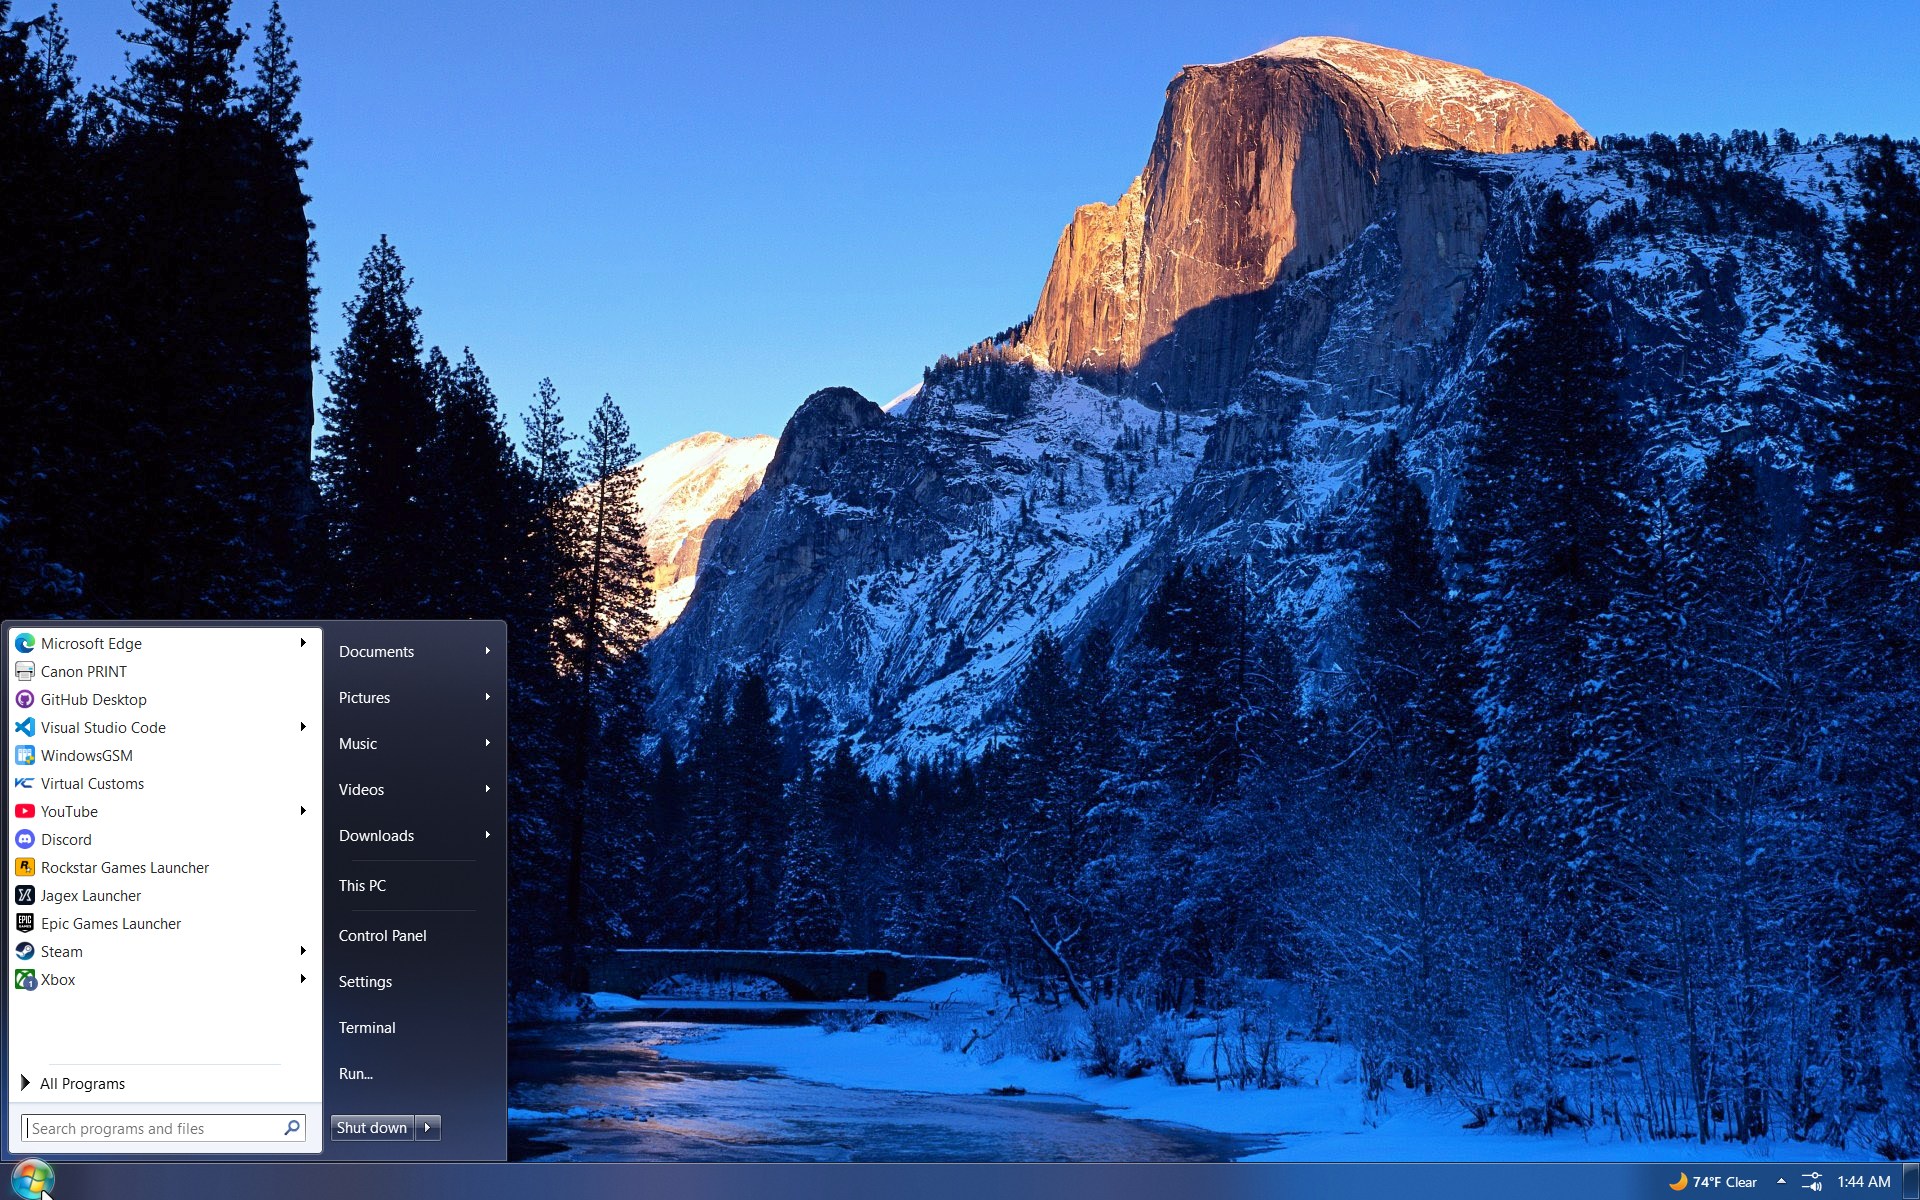 Microsoft Edge
Canon PRINT
GitHub Desktop
Visual Studio Code
WindowsGSM
Virtual Customs
YouTube
Discord
Rockstar Games Launcher
Jagex Launcher
Epic Games Launcher
Steam
1
Xbox
All Programs
Search programs and files
Documents
Pictures
Music
Videos
Downloads
This PC
Control Panel
Settings
Terminal
Run...
Shut down
74°F Clear
1:44 AM